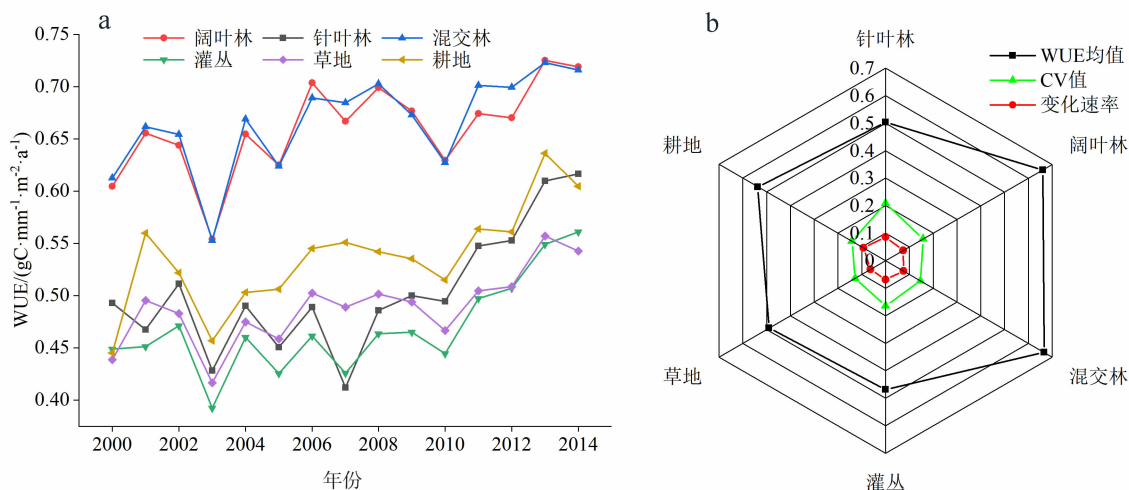 a
阔叶林 针叶林 混交林
灌丛 草地 耕地
0.75
0.70
0.65
0.60
0.55
0.50
0.45
0.40
WUE/(gC·mm⁻¹·m⁻²·a⁻¹)
2000 2002 2004 2006 2008 2010 2012 2014
年份
b
针叶林
WUE均值
CV值
变化速率
0.7
0.6
0.5
0.4
0.3
0.2
0.1
0
耕地
阔叶林
草地
混交林
灌丛